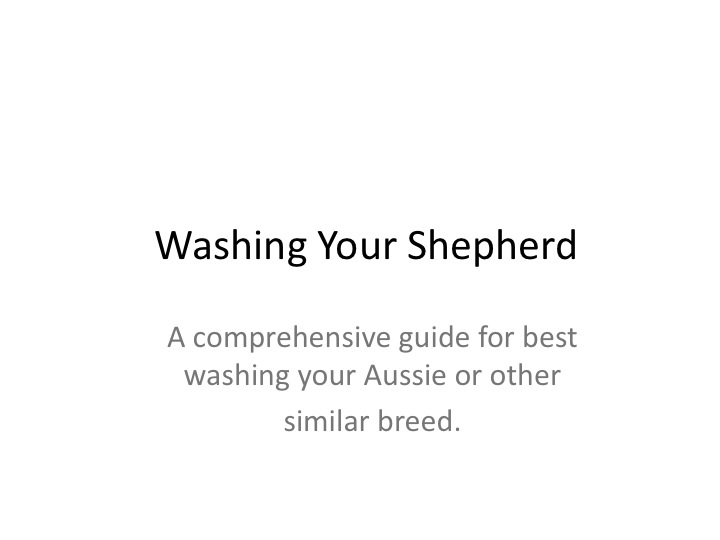 Washing Your Shepherd
A comprehensive guide for best
washing your Aussie or other
similar breed.